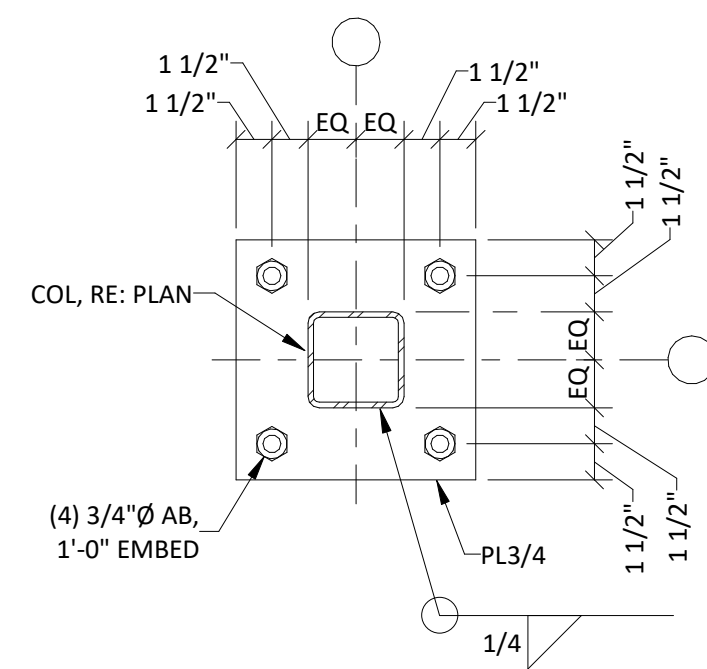 1 1/2"
1 1/2"
EQ EQ
1 1/2"
1 1/2"
1 1/2"
1 1/2"
EQ
EQ
1 1/2"
1 1/2"
COL, RE: PLAN
(4) 3/4"Ø AB,
1'-0" EMBED
PL3/4
1/4